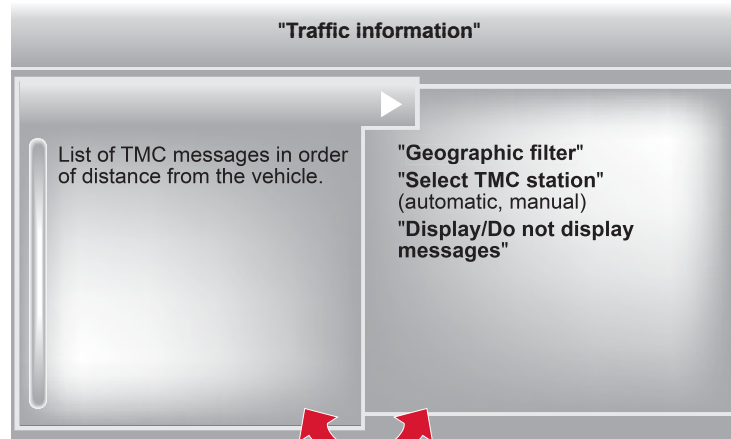 "Traffic information"
List of TMC messages in order
of distance from the vehicle.
"Geographic filter"
"Select TMC station"
(automatic, manual)
"Display/Do not display
messages"